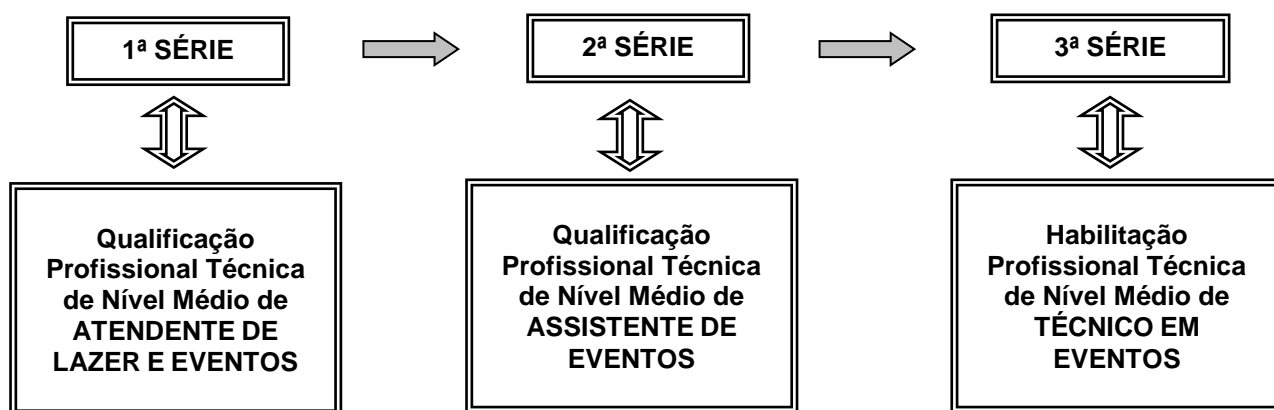 1ª SÉRIE
2ª SÉRIE
3ª SÉRIE
Qualificação
Profissional Técnica
de Nível Médio de
ATENDENTE DE
LAZER E EVENTOS
Qualificação
Profissional Técnica
de Nível Médio de
ASSISTENTE DE
EVENTOS
Habilitação
Profissional Técnica
de Nível Médio de
TÉCNICO EM
EVENTOS